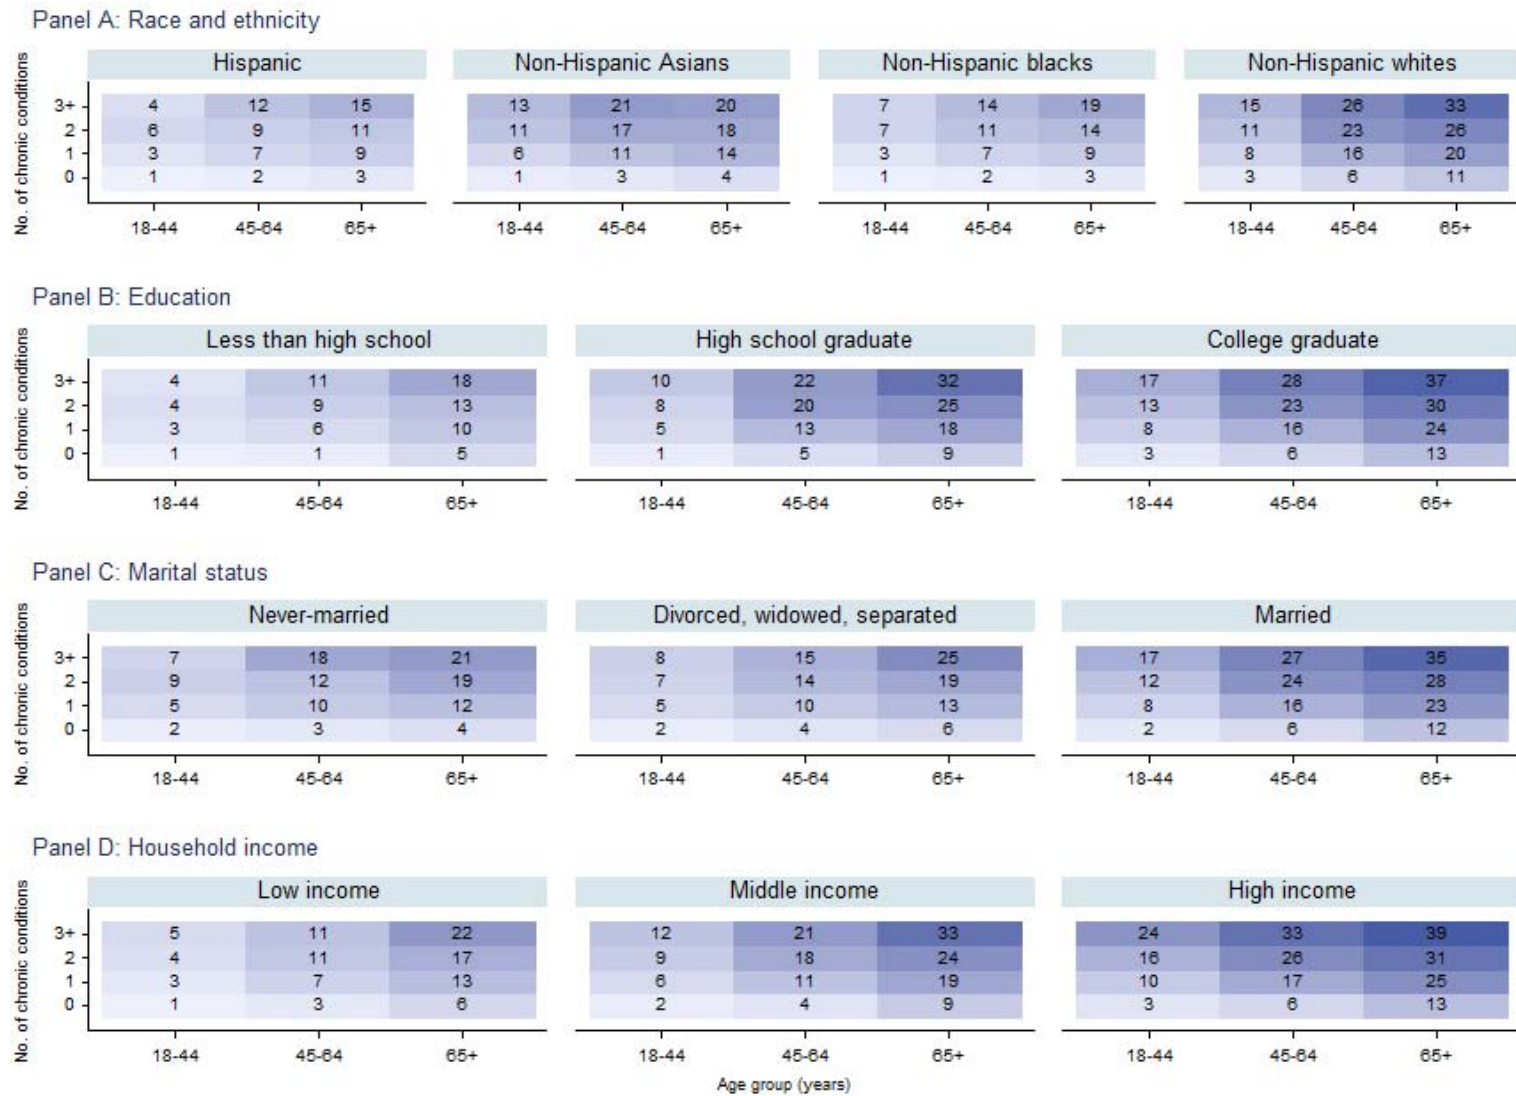 Panel A: Race and ethnicity
Hispanic Non-Hispanic Asians Non-Hispanic blacks Non-Hispanic whites
No. of chronic conditions
3+ 4 12 15 13 21 20 7 14 19 15 26 33
2 6 9 11 11 17 18 7 11 14 11 23 26
1 3 7 9 6 11 14 3 7 9 8 16 20
0 1 2 3 1 3 4 1 2 3 3 6 11
18-44 45-64 65+ 18-44 45-64 65+ 18-44 45-64 65+ 18-44 45-64 65+
Panel B: Education
Less than high school High school graduate College graduate
No. of chronic conditions
3+ 4 11 18 10 22 32 17 28 37
2 4 9 13 8 20 25 13 23 30
1 3 6 10 5 13 18 8 16 24
0 1 1 5 1 5 9 3 6 13
18-44 45-64 65+ 18-44 45-64 65+ 18-44 45-64 65+
Panel C: Marital status
Never-married Divorced, widowed, separated Married
No. of chronic conditions
3+ 7 18 21 8 15 25 17 27 35
2 9 12 19 7 14 19 12 24 28
1 5 10 12 5 10 13 8 16 23
0 2 3 4 2 4 6 2 6 12
18-44 45-64 65+ 18-44 45-64 65+ 18-44 45-64 65+
Panel D: Household income
Low income Middle income High income
No. of chronic conditions
3+ 5 11 22 12 21 33 24 33 39
2 4 11 17 9 18 24 16 26 31
1 3 7 13 6 11 19 10 17 25
0 1 3 6 2 4 9 3 6 13
18-44 45-64 65+ 18-44 45-64 65+ 18-44 45-64 65+
Age group (years)